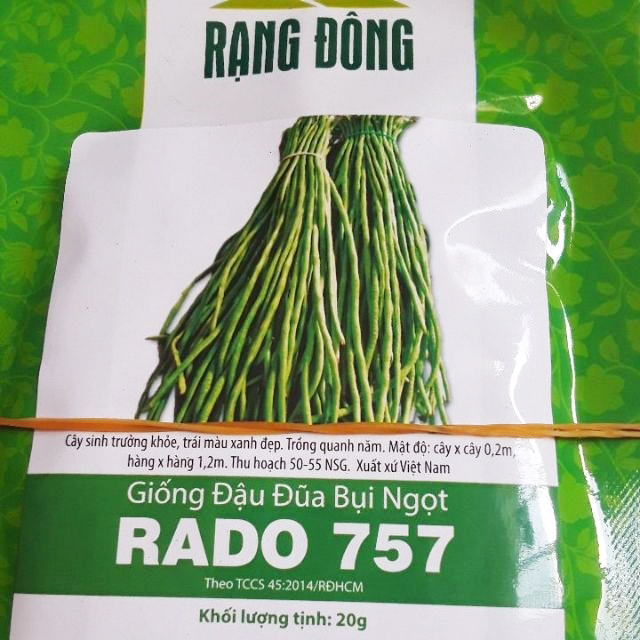 RẠNG ĐÔNG
Cây sinh trưởng khỏe, trái màu xanh đẹp. Trồng quanh năm. Mật độ: cây x cây 0,2m,
hàng x hàng 1,2m. Thu hoạch 50-55 NSG. Xuất xứ Việt Nam
Giống Đậu Đũa Bụi Ngọt
RADO 757
Theo TCCS 45:2014/RĐHCM
Khối lượng tịnh: 20g